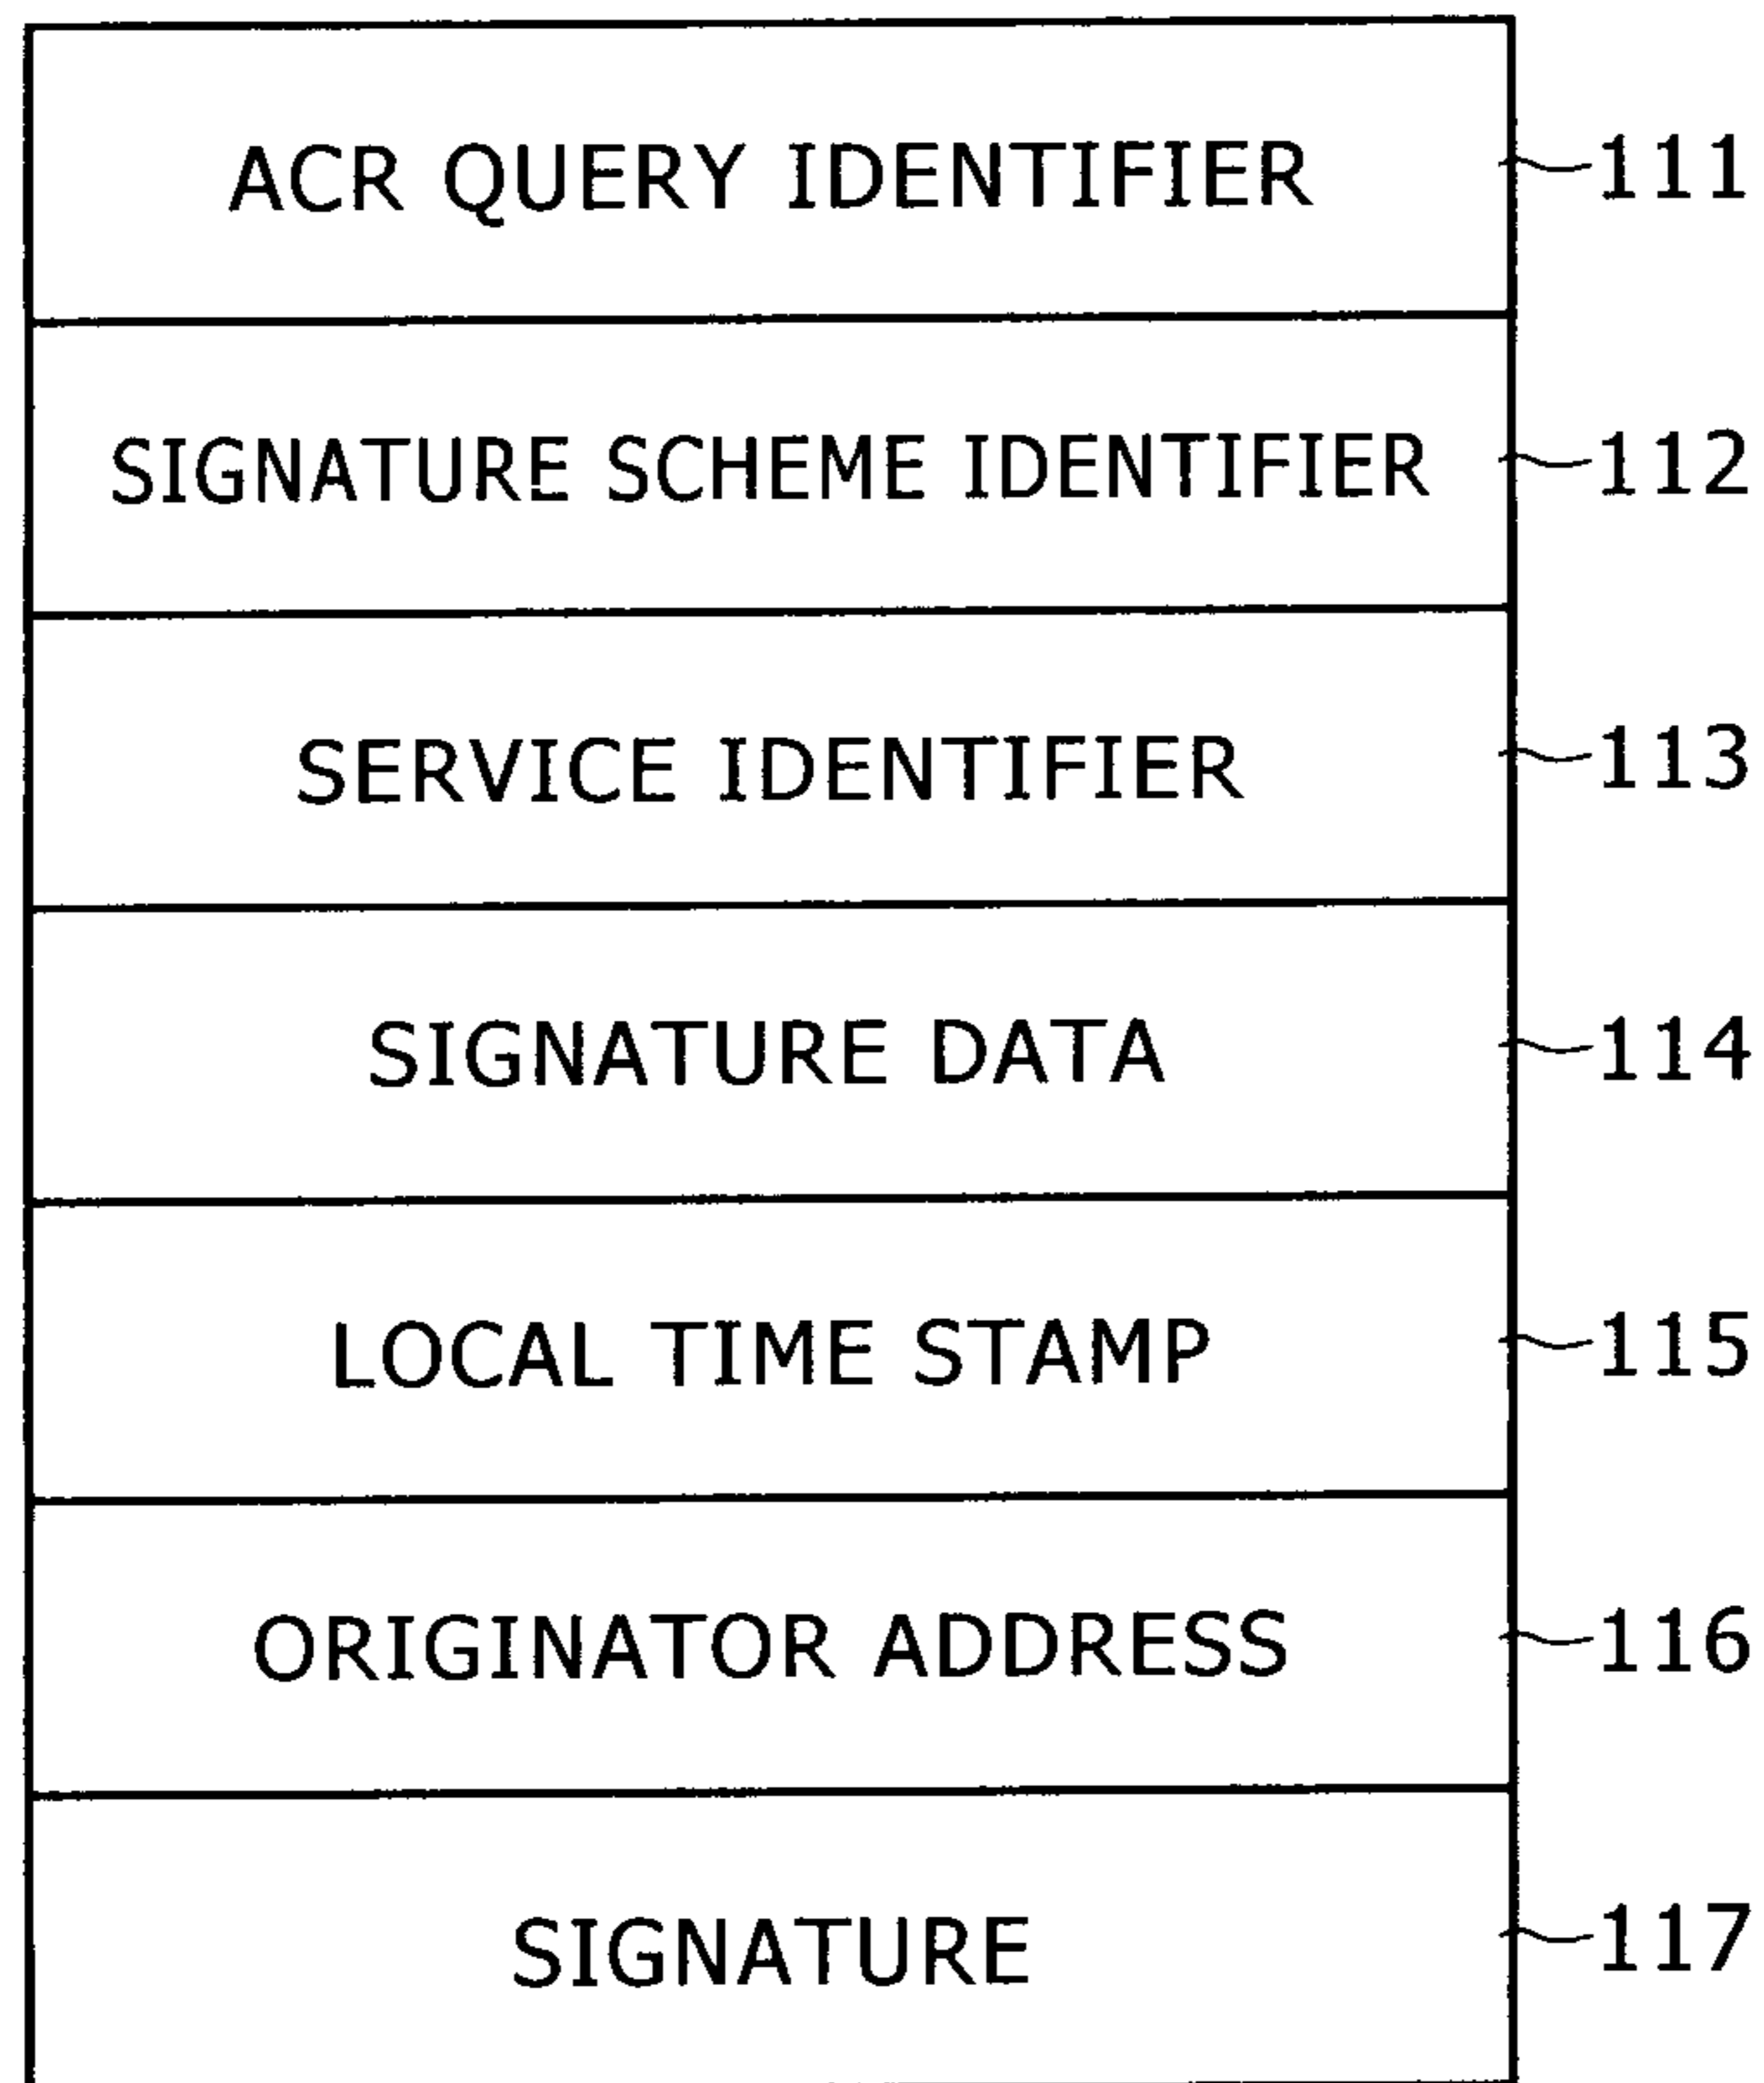 ACR QUERY IDENTIFIER 111
SIGNATURE SCHEME IDENTIFIER 112
SERVICE IDENTIFIER 113
SIGNATURE DATA 114
LOCAL TIME STAMP 115
ORIGINATOR ADDRESS 116
SIGNATURE 117